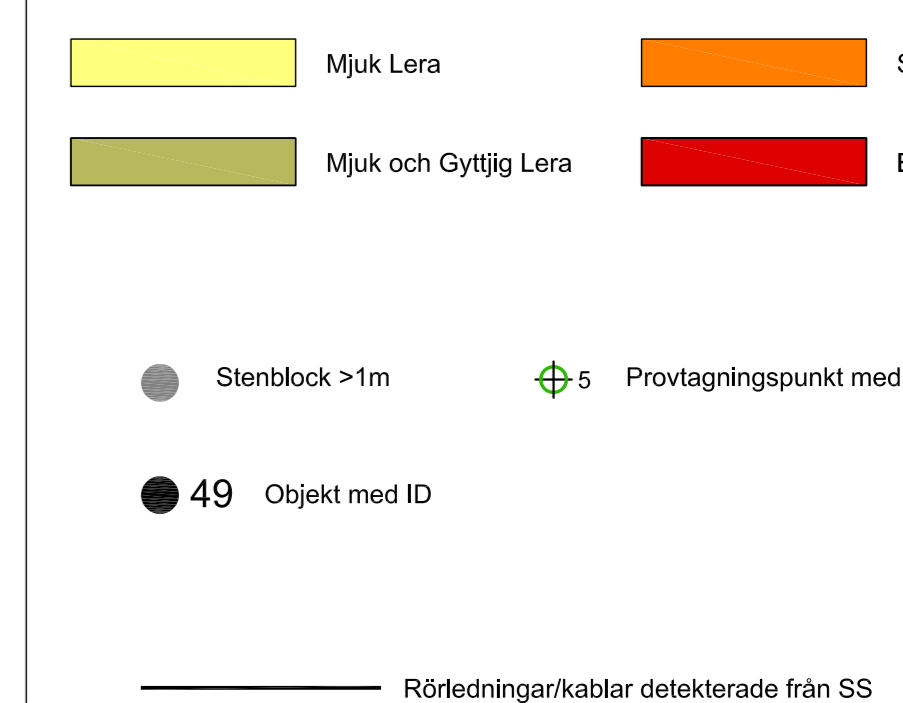 Mjuk Lera
Mjuk och Gyttjig Lera
Stenblock >1m
5 Provtagningspunkt med
49 Objekt med ID
Rörledningar/kablar detekterade från SS